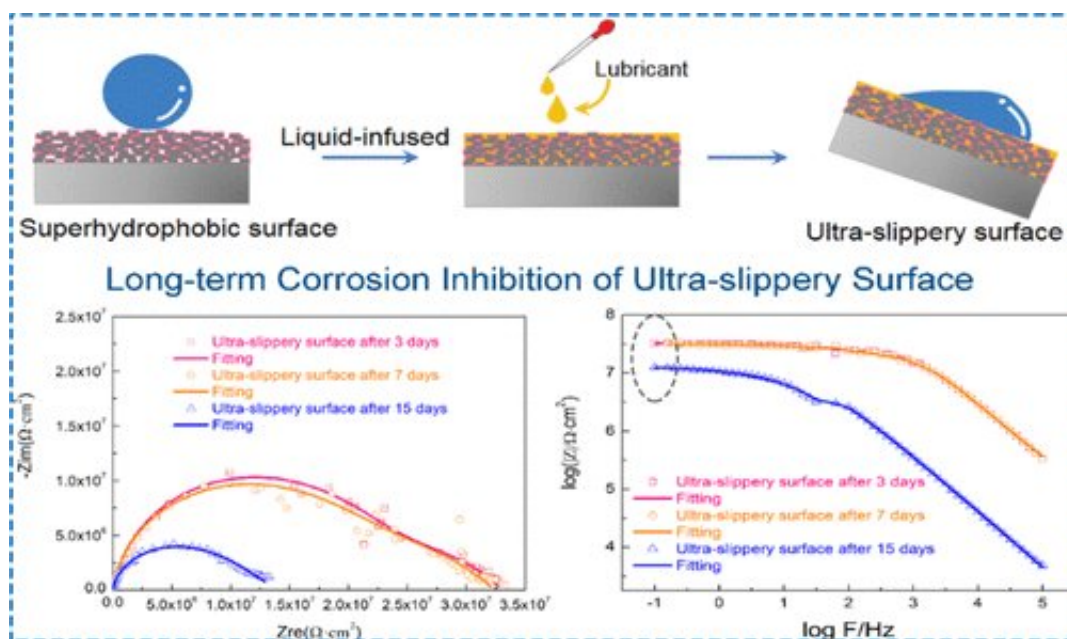 Lubricant
Liquid-infused
Superhydrophobic surface
Ultra-slippery surface
Long-term Corrosion Inhibition of Ultra-slippery Surface
2.5x10⁷
2.0x10⁷
1.5x10⁷
1.0x10⁷
5.0x10⁶
0.0
-Zim(Ω·cm²)
Ultra-slippery surface after 3 days
Fitting
Ultra-slippery surface after 7 days
Fitting
Ultra-slippery surface after 15 days
Fitting
0.0 5.0x10⁶ 1.0x10⁷ 1.5x10⁷ 2.0x10⁷ 2.5x10⁷ 3.0x10⁷ 3.5x10⁷
Zre(Ω·cm²)
8
7
6
5
4
log(|Z|/Ω·cm²)
Ultra-slippery surface after 3 days
Fitting
Ultra-slippery surface after 7 days
Fitting
Ultra-slippery surface after 15 days
Fitting
-1 0 1 2 3 4 5
log F/Hz